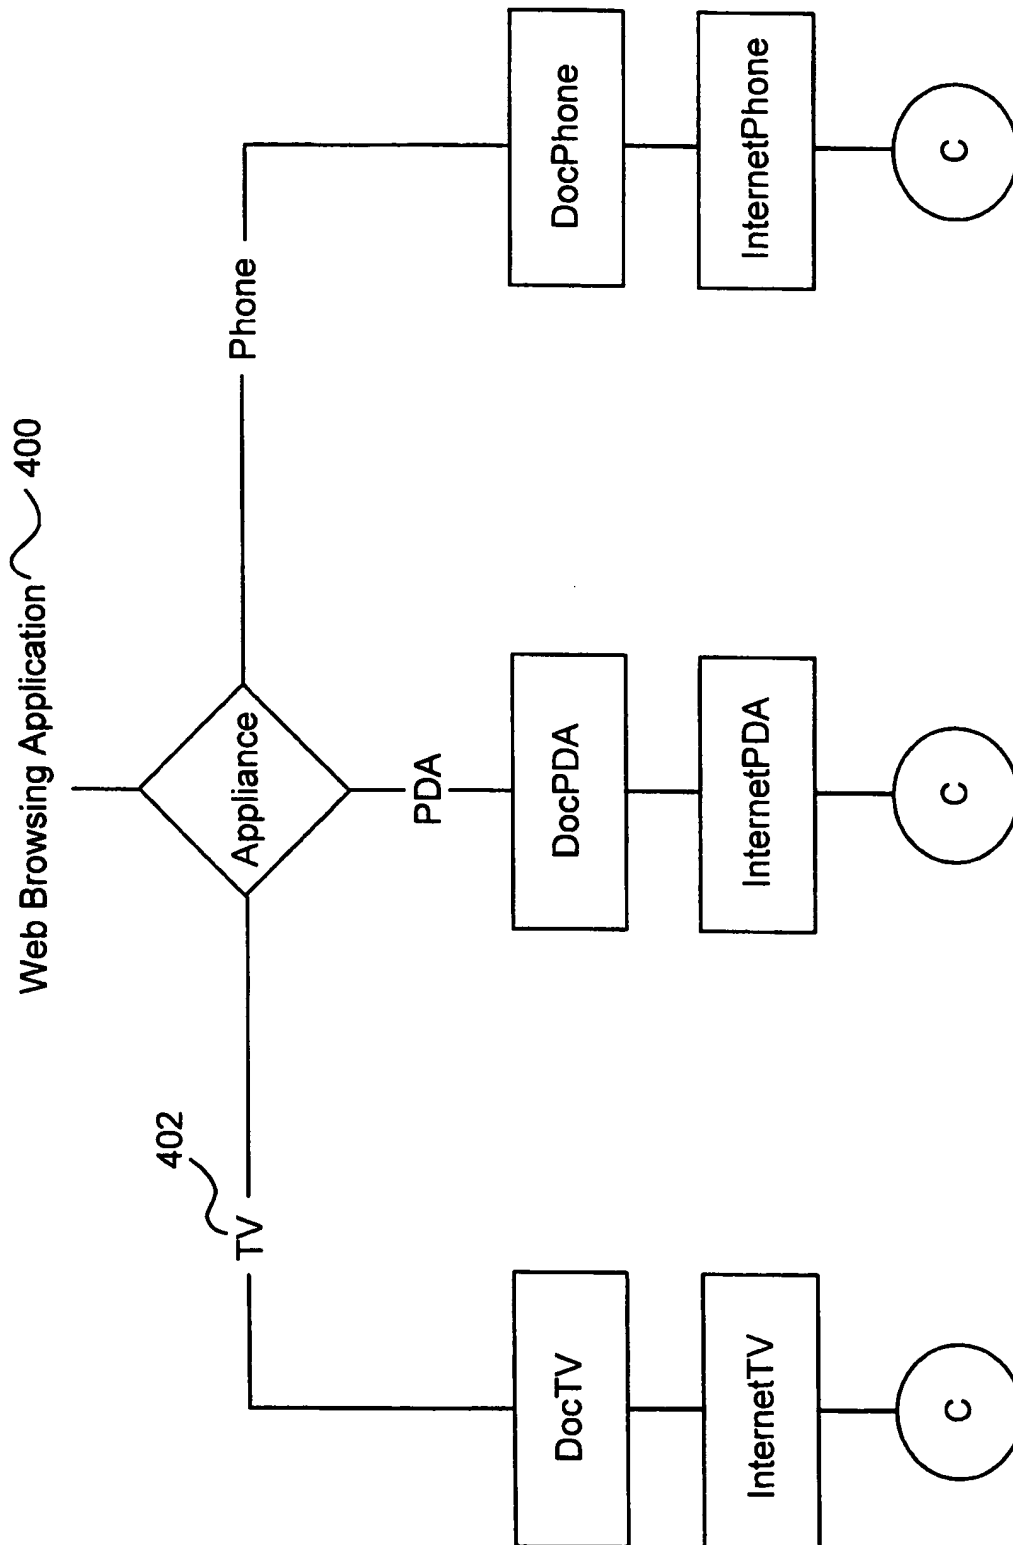 Web Browsing Application 400
402
TV
Appliance
Phone
PDA
DocTV
DocPDA
DocPhone
InternetTV
InternetPDA
InternetPhone
C
C
C